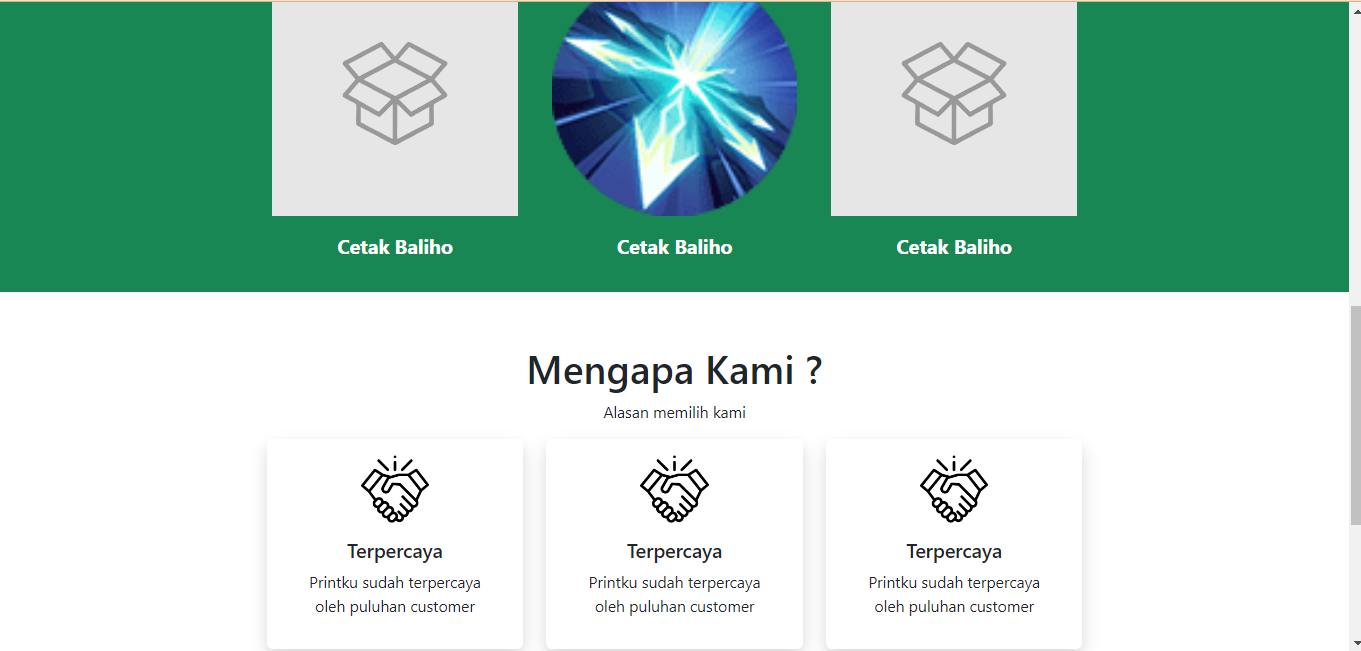 Cetak Baliho
Cetak Baliho
Cetak Baliho
Mengapa Kami ?
Alasan memilih kami
Terpercaya
Printku sudah terpercaya
oleh puluhan customer
Terpercaya
Printku sudah terpercaya
oleh puluhan customer
Terpercaya
Printku sudah terpercaya
oleh puluhan customer